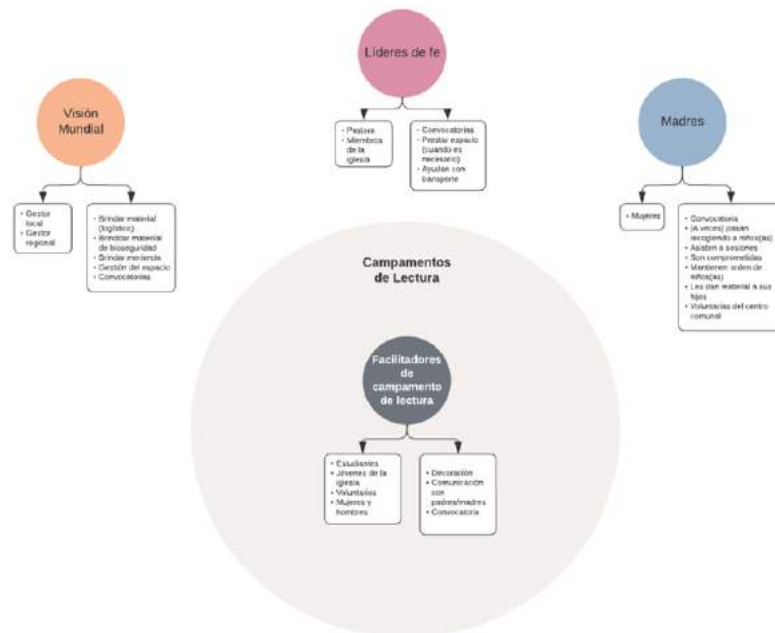 Líderes de fe
• Pastora
• Miembros
de la
iglesia
• Convocatorias
• Prestar espacio
(cuando es
necesario)
• Ayudan con
transporte
Visión
Mundial
• Gestor
local
• Gestor
regional
• Brindar material
(logístico)
• Brindar material
de bioseguridad
• Brindar merienda
• Gestión del espacio
• Convocatorias
Madres
• Mujeres
• Convocatoria
• (A veces) pasan
recogiendo a niños(as)
• Asisten a sesiones
• Son comprometidas
• Mantienen orden de
niños(as)
• Les dan material a sus
hijos
• Voluntarias del centro
comunal
Campamentos
de Lectura
Facilitadores
de
campamento
de lectura
• Estudiantes
• Jóvenes de la
iglesia
• Voluntarios
• Mujeres y
hombres
• Decoración
• Comunicación
con
padres/madres
• Convocatoria